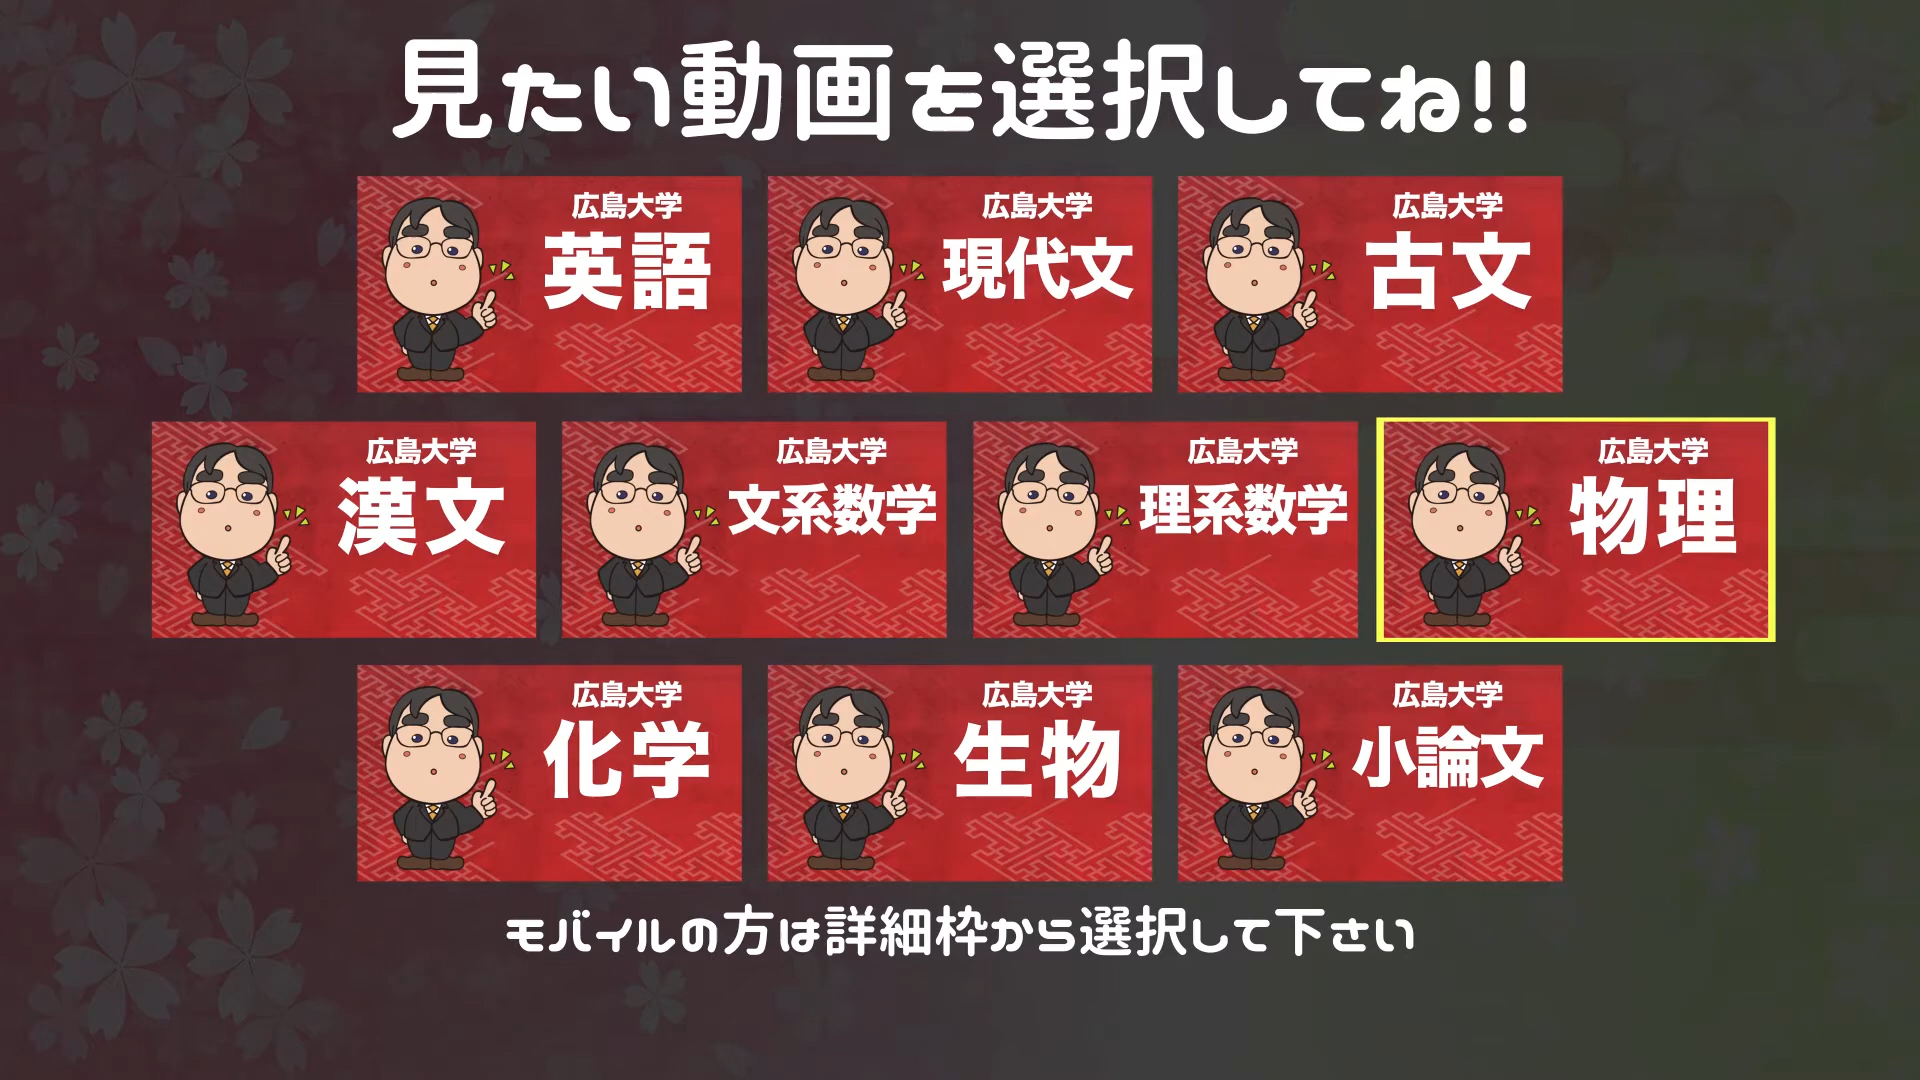 見たい動画を選択してね!!
広島大学
英語
広島大学
現代文
広島大学
古文
広島大学
漢文
広島大学
文系数学
広島大学
理系数学
広島大学
物理
広島大学
化学
広島大学
生物
広島大学
小論文
モバイルの方は詳細枠から選択して下さい